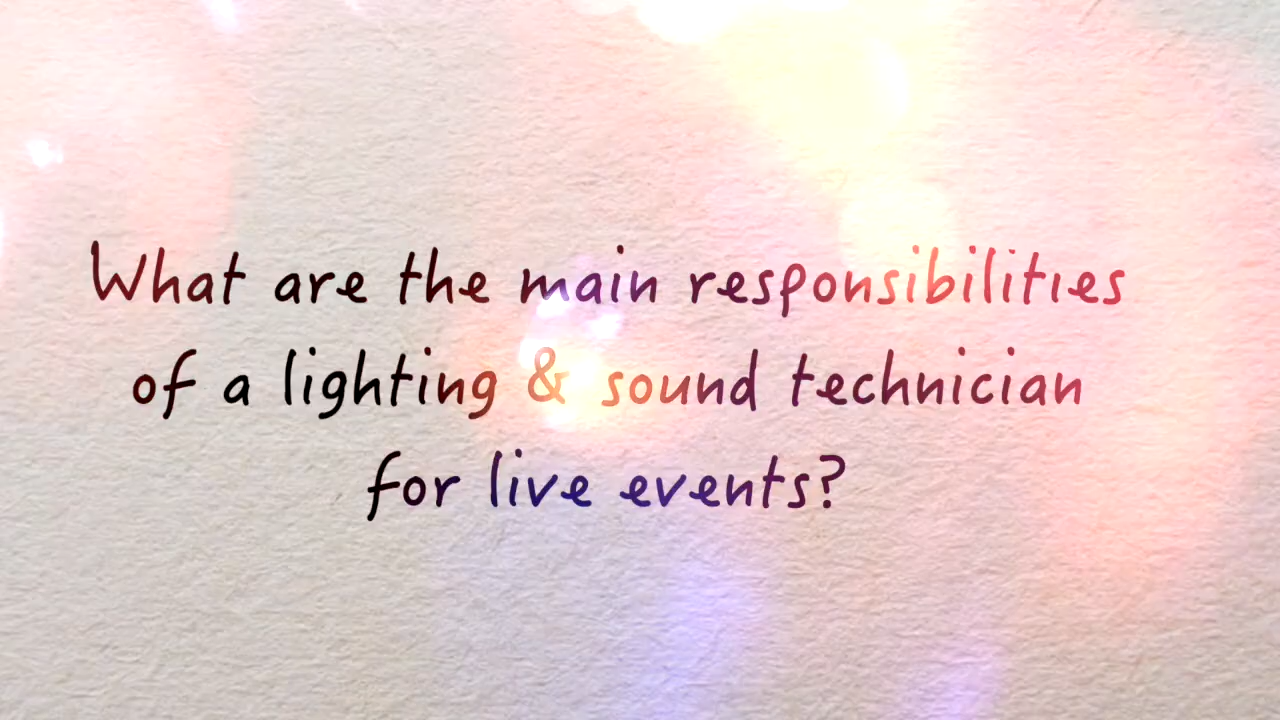 What are the main responsibilities
of a lighting & sound technician
for live events?